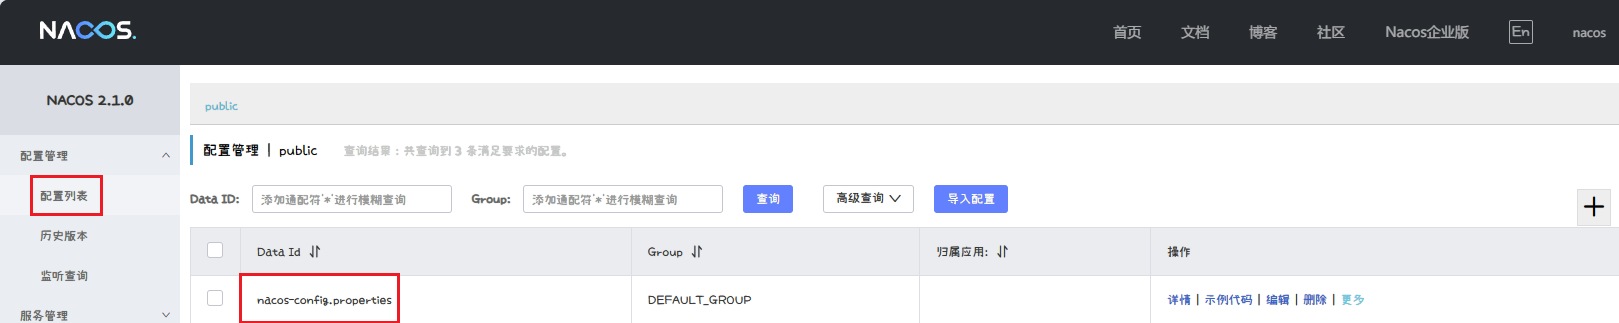 NACOS.
首页 文档 博客 社区 Nacos企业版 En nacos
NACOS 2.1.0
public
配置管理
配置管理 | public 查询结果：共查询到 3 条满足要求的配置。
配置列表
Data ID: 添加通配符'*'进行模糊查询 Group: 添加通配符'*'进行模糊查询 查询 高级查询 导入配置
历史版本
Data Id Group 归属应用: 操作
监听查询
nacos-config.properties DEFAULT_GROUP 详情 | 示例代码 | 编辑 | 删除 | 更多
服务管理